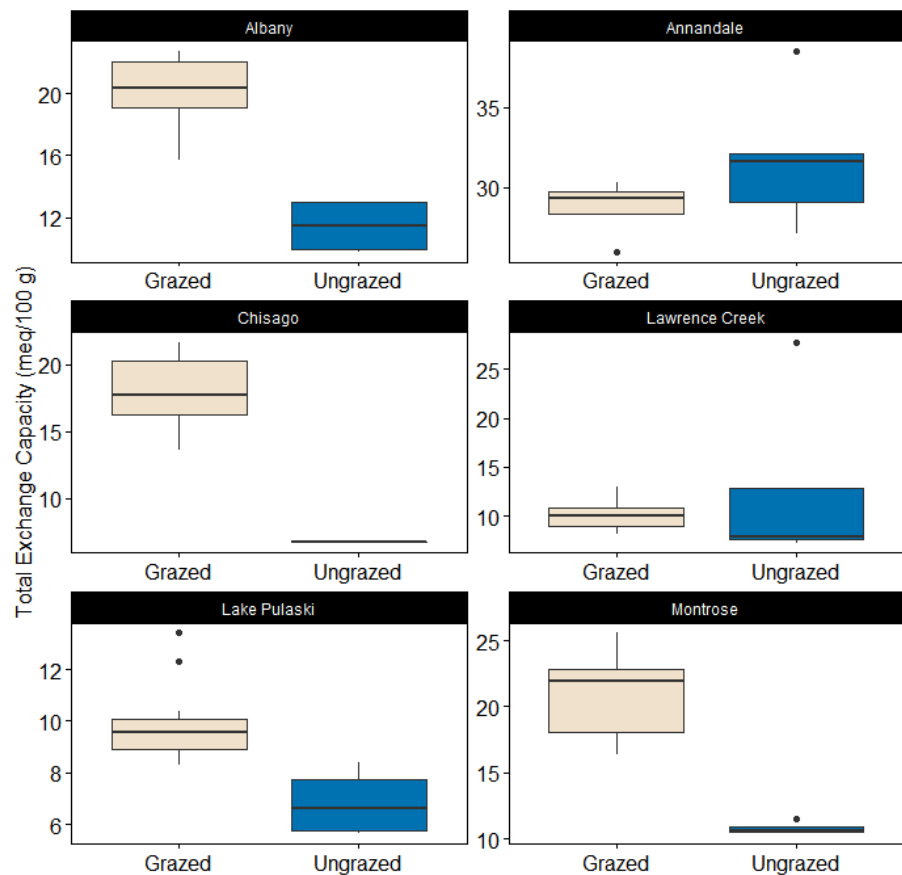 Albany
Annandale
20
16
12
35
30
Grazed
Ungrazed
Grazed
Ungrazed
Total Exchange Capacity (meq/100 g)
Chisago
Lawrence Creek
20
15
10
25
20
15
10
Grazed
Ungrazed
Grazed
Ungrazed
Lake Pulaski
Montrose
12
10
8
6
25
20
15
10
Grazed
Ungrazed
Grazed
Ungrazed